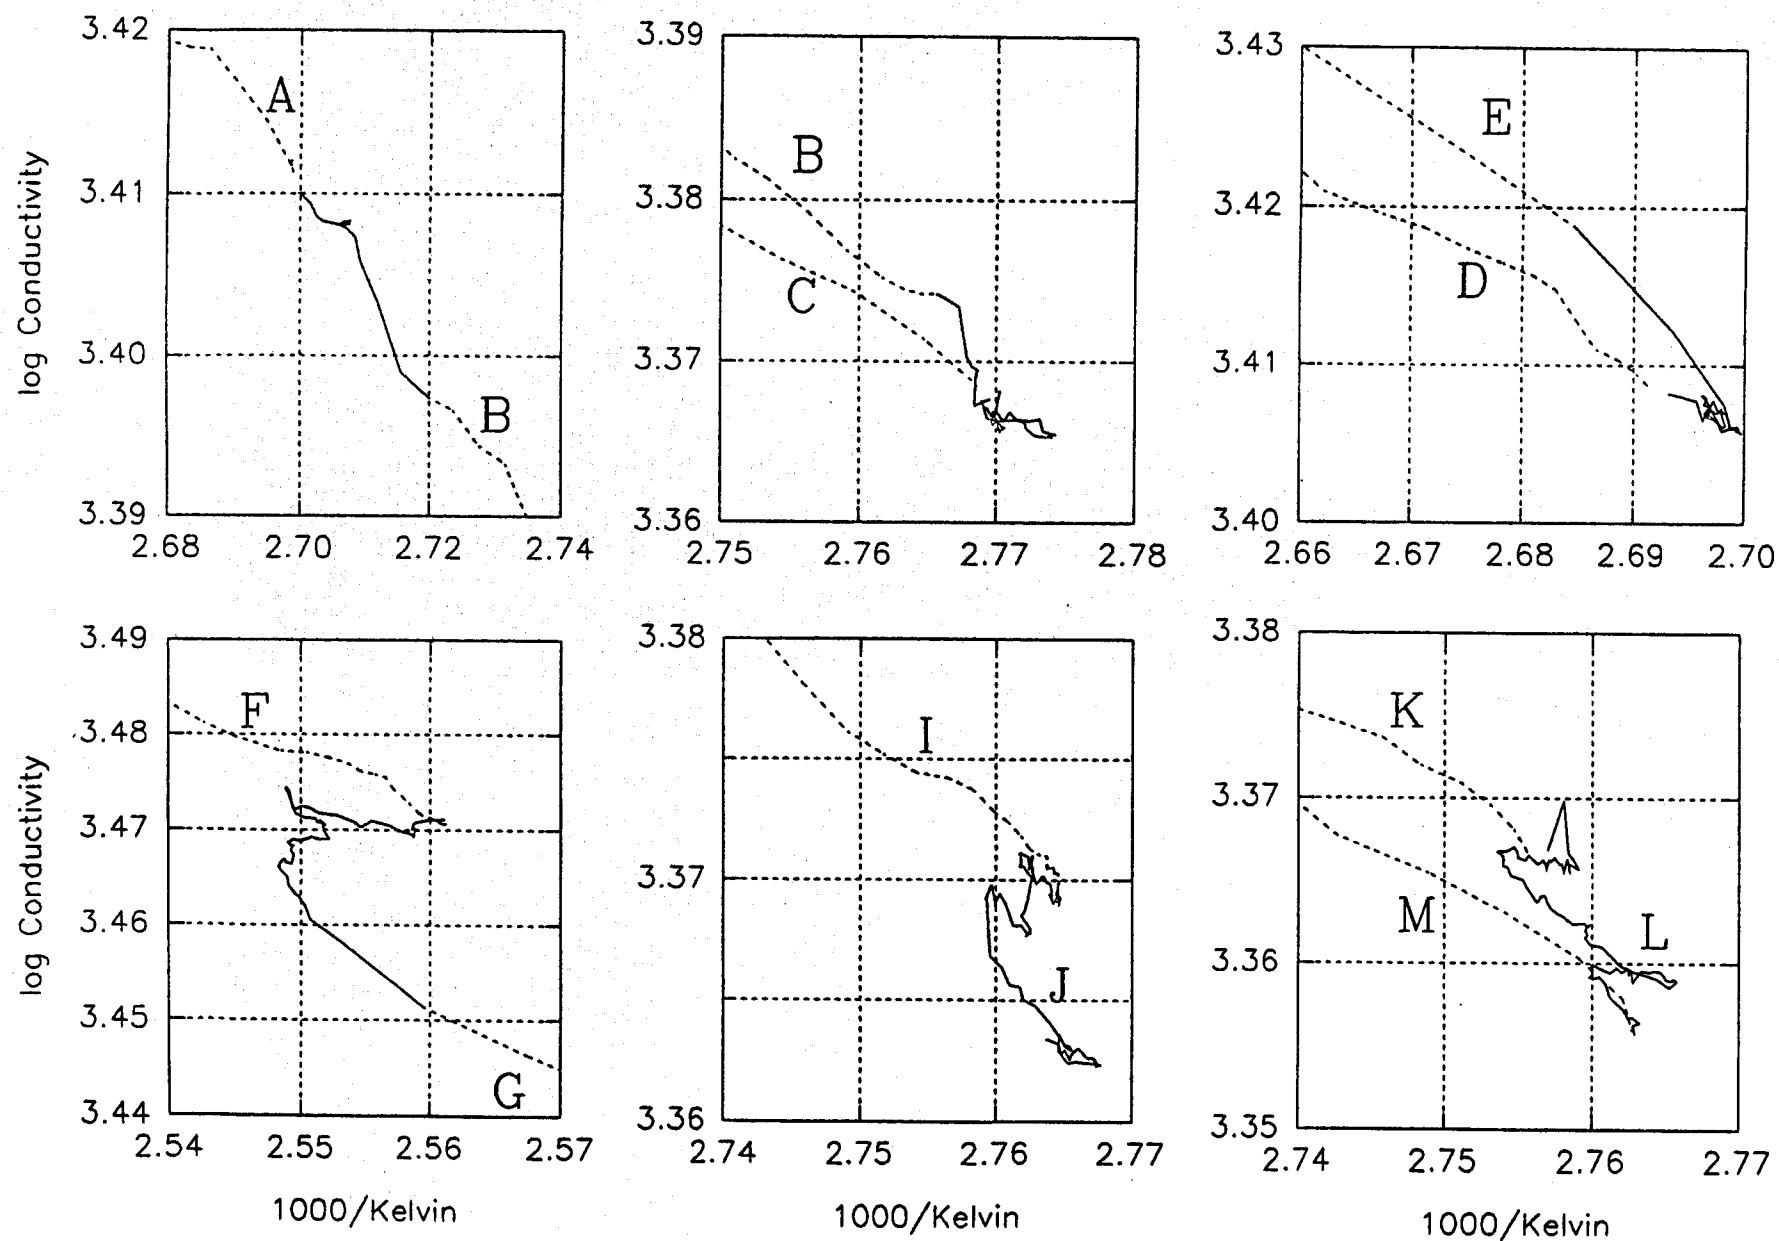 3.42
3.41
3.40
3.39
2.68 2.70 2.72 2.74
log Conductivity
A
B
3.39
3.38
3.37
3.36
2.75 2.76 2.77 2.78
B
C
3.43
3.42
3.41
3.40
2.66 2.67 2.68 2.69 2.70
E
D
3.49
3.48
3.47
3.46
3.45
3.44
2.54 2.55 2.56 2.57
log Conductivity
1000/Kelvin
F
G
3.38
3.37
3.36
2.74 2.75 2.76 2.77
1000/Kelvin
I
J
3.38
3.37
3.36
3.35
2.74 2.75 2.76 2.77
1000/Kelvin
K
L
M